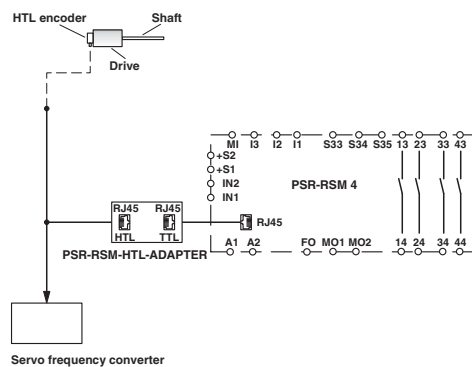 HTL encoder
Shaft
Drive
MI I3 I2 I1 S33 S34 S35 13 23 33 43
+S2
+S1
IN2
IN1
PSR-RSM 4
RJ45 RJ45
HTL TTL
RJ45
PSR-RSM-HTL-ADAPTER
A1 A2 FO MO1 MO2 14 24 34 44
Servo frequency converter